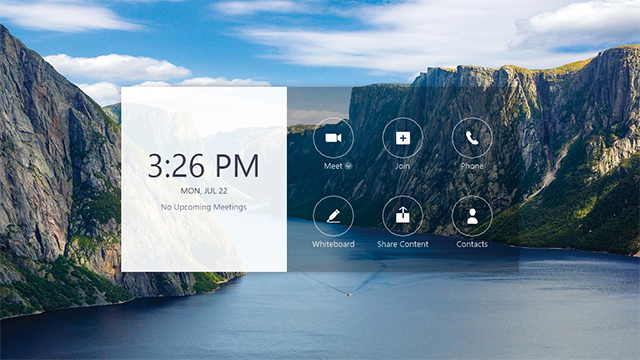 3:26 PM
MON, JUL 22
No Upcoming Meetings
Meet
Join
Phone
Whiteboard
Share Content
Contacts